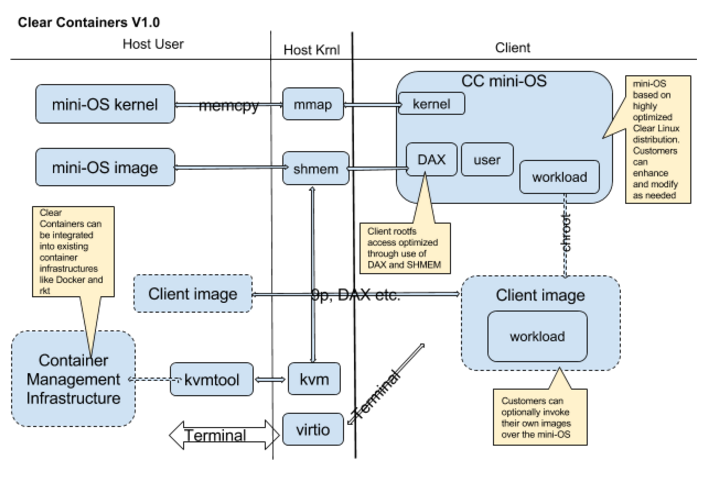 Clear Containers V1.0
Host User
Host Krnl
Client
mini-OS kernel
memcpy
mmap
CC mini-OS
kernel
mini-OS
based on
highly
optimized
Clear Linux
distribution.
Customers
can
enhance
and modify
as needed
mini-OS image
shmem
DAX
user
workload
Clear
Containers can
be integrated
into existing
container
infrastructures
like Docker and
rkt
Client rootfs
access optimized
through use of
DAX and SHMEM
chroot
Client image
9p, DAX etc.
Client image
workload
Container
Management
Infrastructure
kvmtool
kvm
Terminal
Customers can
optionally invoke
their own images
over the mini-OS
Terminal
virtio